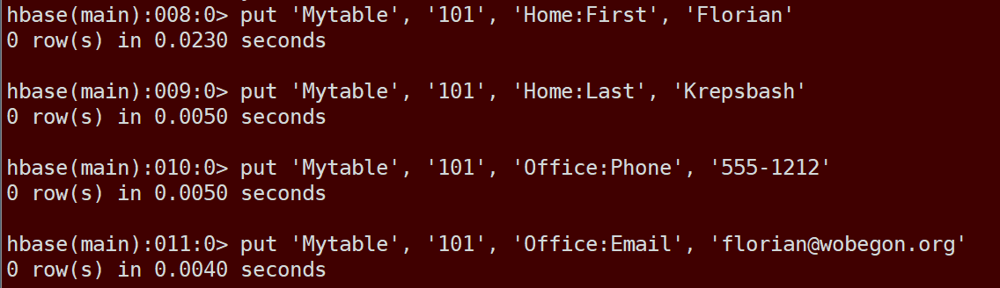 hbase(main):008:0> put 'Mytable', '101', 'Home:First', 'Florian'
0 row(s) in 0.0230 seconds
hbase(main):009:0> put 'Mytable', '101', 'Home:Last', 'Krepsbash'
0 row(s) in 0.0050 seconds
hbase(main):010:0> put 'Mytable', '101', 'Office:Phone', '555-1212'
0 row(s) in 0.0050 seconds
hbase(main):011:0> put 'Mytable', '101', 'Office:Email', 'florian@wobegon.org'
0 row(s) in 0.0040 seconds